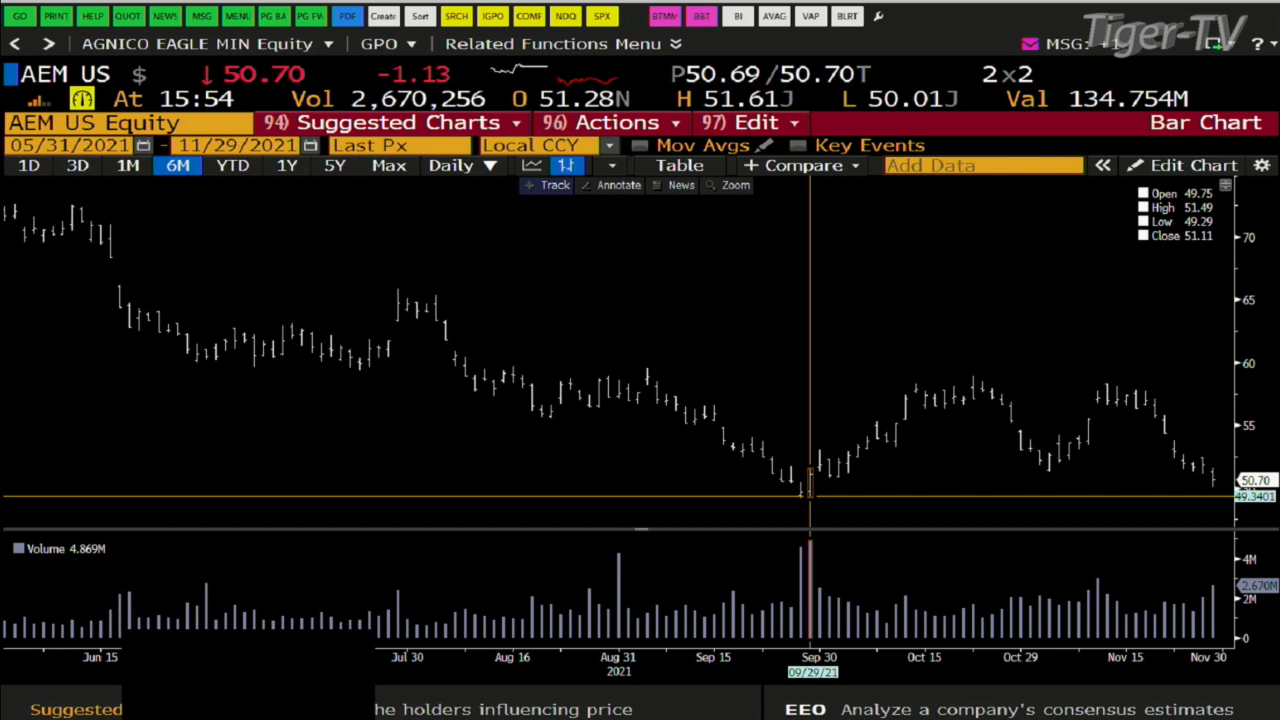 GO PRINT HELP QUOT NEWS MSG MENU PG BA PG FW PDF Create Sort SRCH IGPO COMF NDQ SPX BTMM BBT BI AVAG VAP BLRT
Tiger-TV
< > AGNICO EAGLE MIN Equity GPO Related Functions Menu MSG: +1 ?
AEM US $ ↓ 50.70 -1.13 P50.69 /50.70T 2x2
At 15:54 Vol 2,670,256 O 51.28N H 51.61J L 50.01J Val 134.754M
AEM US Equity 94) Suggested Charts 96) Actions 97) Edit Bar Chart
05/31/2021 - 11/29/2021 Last Px Local CCY Mov Avgs Key Events
1D 3D 1M 6M YTD 1Y 5Y Max Daily ▼ Table + Compare Add Data « Edit Chart
Track Annotate News Zoom
Open 49.75
High 51.49
Low 49.29
Close 51.11
70
65
60
55
50.70
49.3401
Volume 4.869M
4M
2.670M
2M
0
Jun 15 Jul 30 Aug 16 Aug 31 Sep 15 Sep 30 Oct 15 Oct 29 Nov 15 Nov 30
2021 09/29/21
Suggested he holders influencing price EEO Analyze a company's consensus estimates